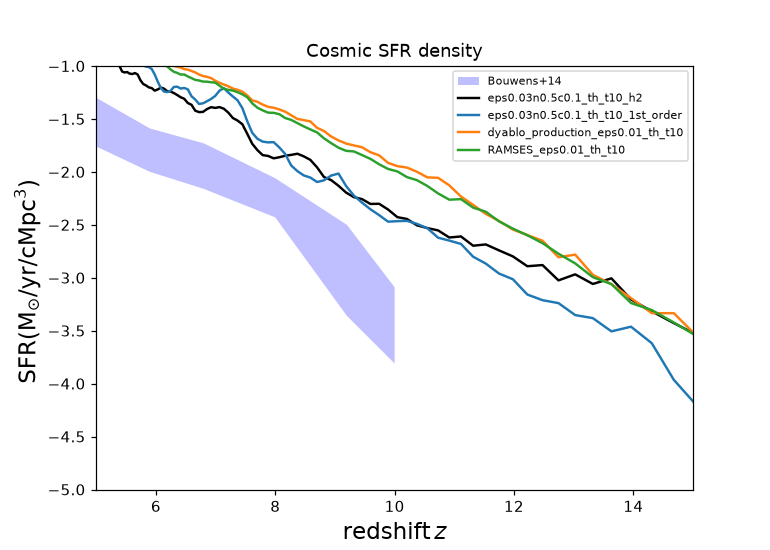 Cosmic SFR density
Bouwens+14
eps0.03n0.5c0.1_th_t10_h2
eps0.03n0.5c0.1_th_t10_1st_order
dyablo_production_eps0.01_th_t10
RAMSES_eps0.01_th_t10
SFR(M⊙/yr/cMpc³)
−1.0
−1.5
−2.0
−2.5
−3.0
−3.5
−4.0
−4.5
−5.0
6 8 10 12 14
redshift z